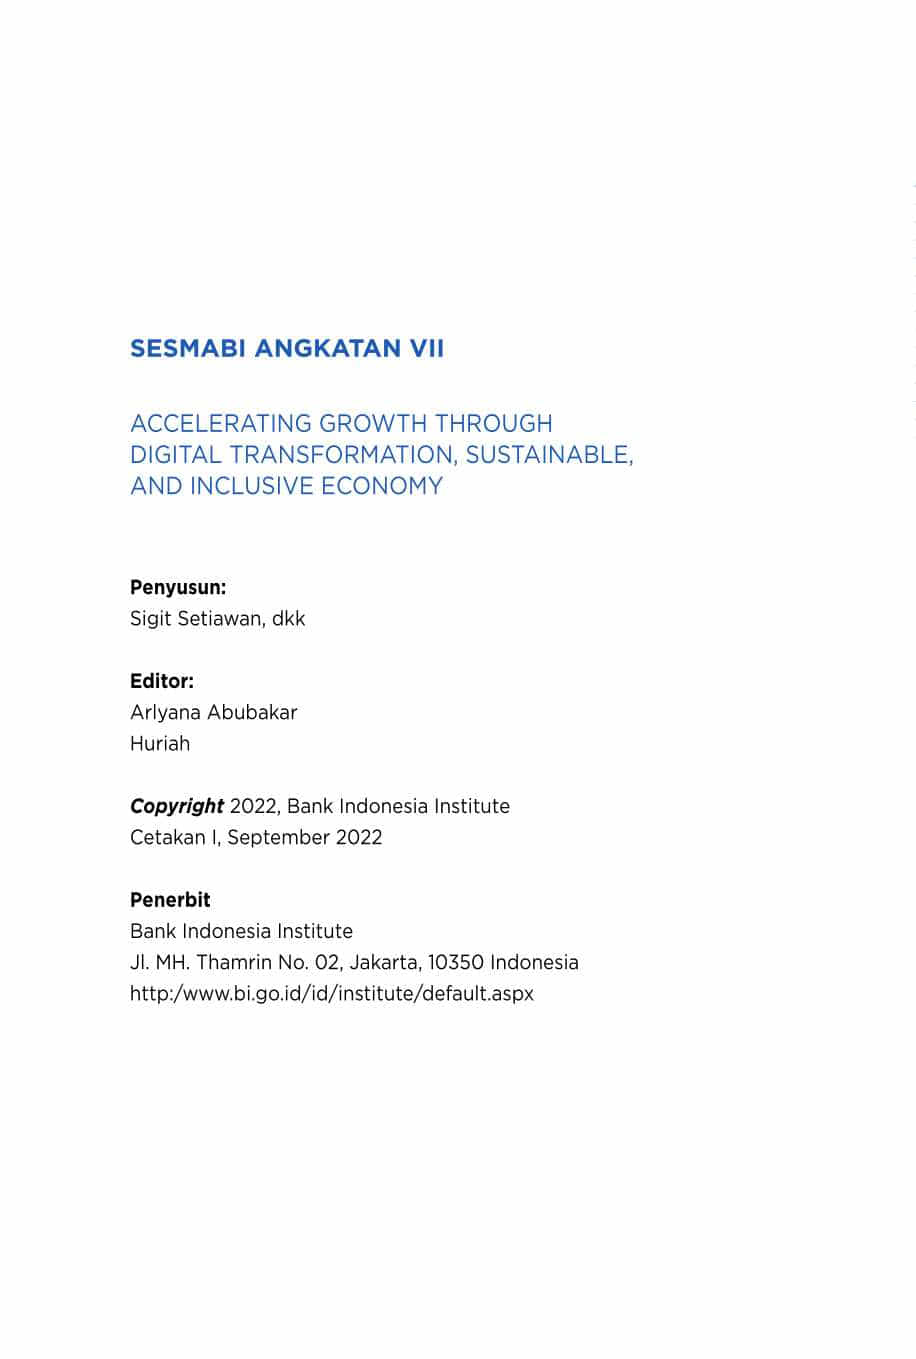 SESMABI ANGKATAN VII
ACCELERATING GROWTH THROUGH
DIGITAL TRANSFORMATION, SUSTAINABLE,
AND INCLUSIVE ECONOMY
Penyusun:
Sigit Setiawan, dkk
Editor:
Arlyana Abubakar
Huriah
Copyright 2022, Bank Indonesia Institute
Cetakan I, September 2022
Penerbit
Bank Indonesia Institute
Jl. MH. Thamrin No. 02, Jakarta, 10350 Indonesia
http:/www.bi.go.id/id/institute/default.aspx